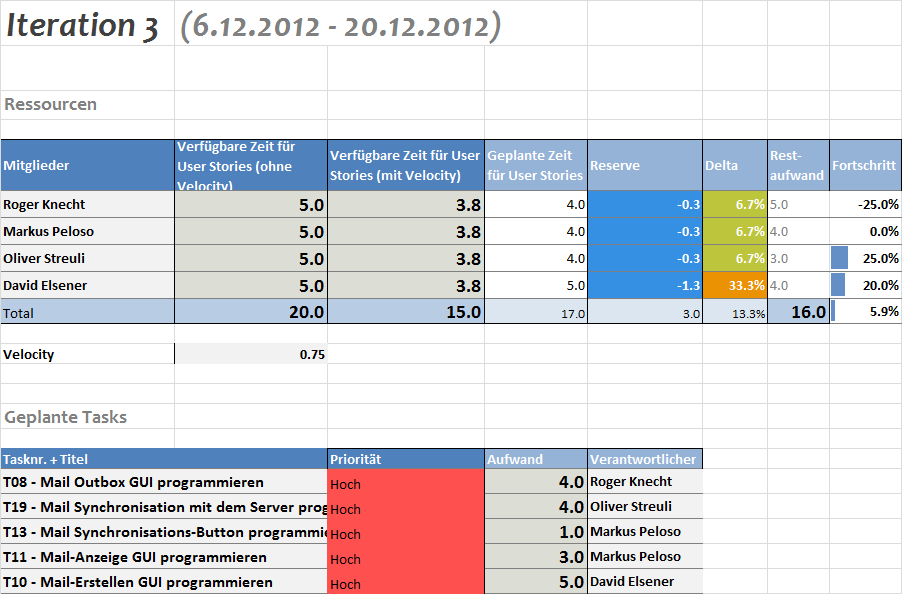 Iteration 3 (6.12.2012 - 20.12.2012)
Ressourcen
Mitglieder Verfügbare Zeit für User Stories (ohne Velocity) Verfügbare Zeit für User Stories (mit Velocity) Geplante Zeit für User Stories Reserve Delta Rest-aufwand Fortschritt
Roger Knecht 5.0 3.8 4.0 -0.3 6.7% 5.0 -25.0%
Markus Peloso 5.0 3.8 4.0 -0.3 6.7% 4.0 0.0%
Oliver Streuli 5.0 3.8 4.0 -0.3 6.7% 3.0 25.0%
David Elsener 5.0 3.8 5.0 -1.3 33.3% 4.0 20.0%
Total 20.0 15.0 17.0 3.0 13.3% 16.0 5.9%
Velocity 0.75
Geplante Tasks
Tasknr. + Titel Priorität Aufwand Verantwortlicher
T08 - Mail Outbox GUI programmieren Hoch 4.0 Roger Knecht
T19 - Mail Synchronisation mit dem Server prog Hoch 4.0 Oliver Streuli
T13 - Mail Synchronisations-Button programmie Hoch 1.0 Markus Peloso
T11 - Mail-Anzeige GUI programmieren Hoch 3.0 Markus Peloso
T10 - Mail-Erstellen GUI programmieren Hoch 5.0 David Elsener